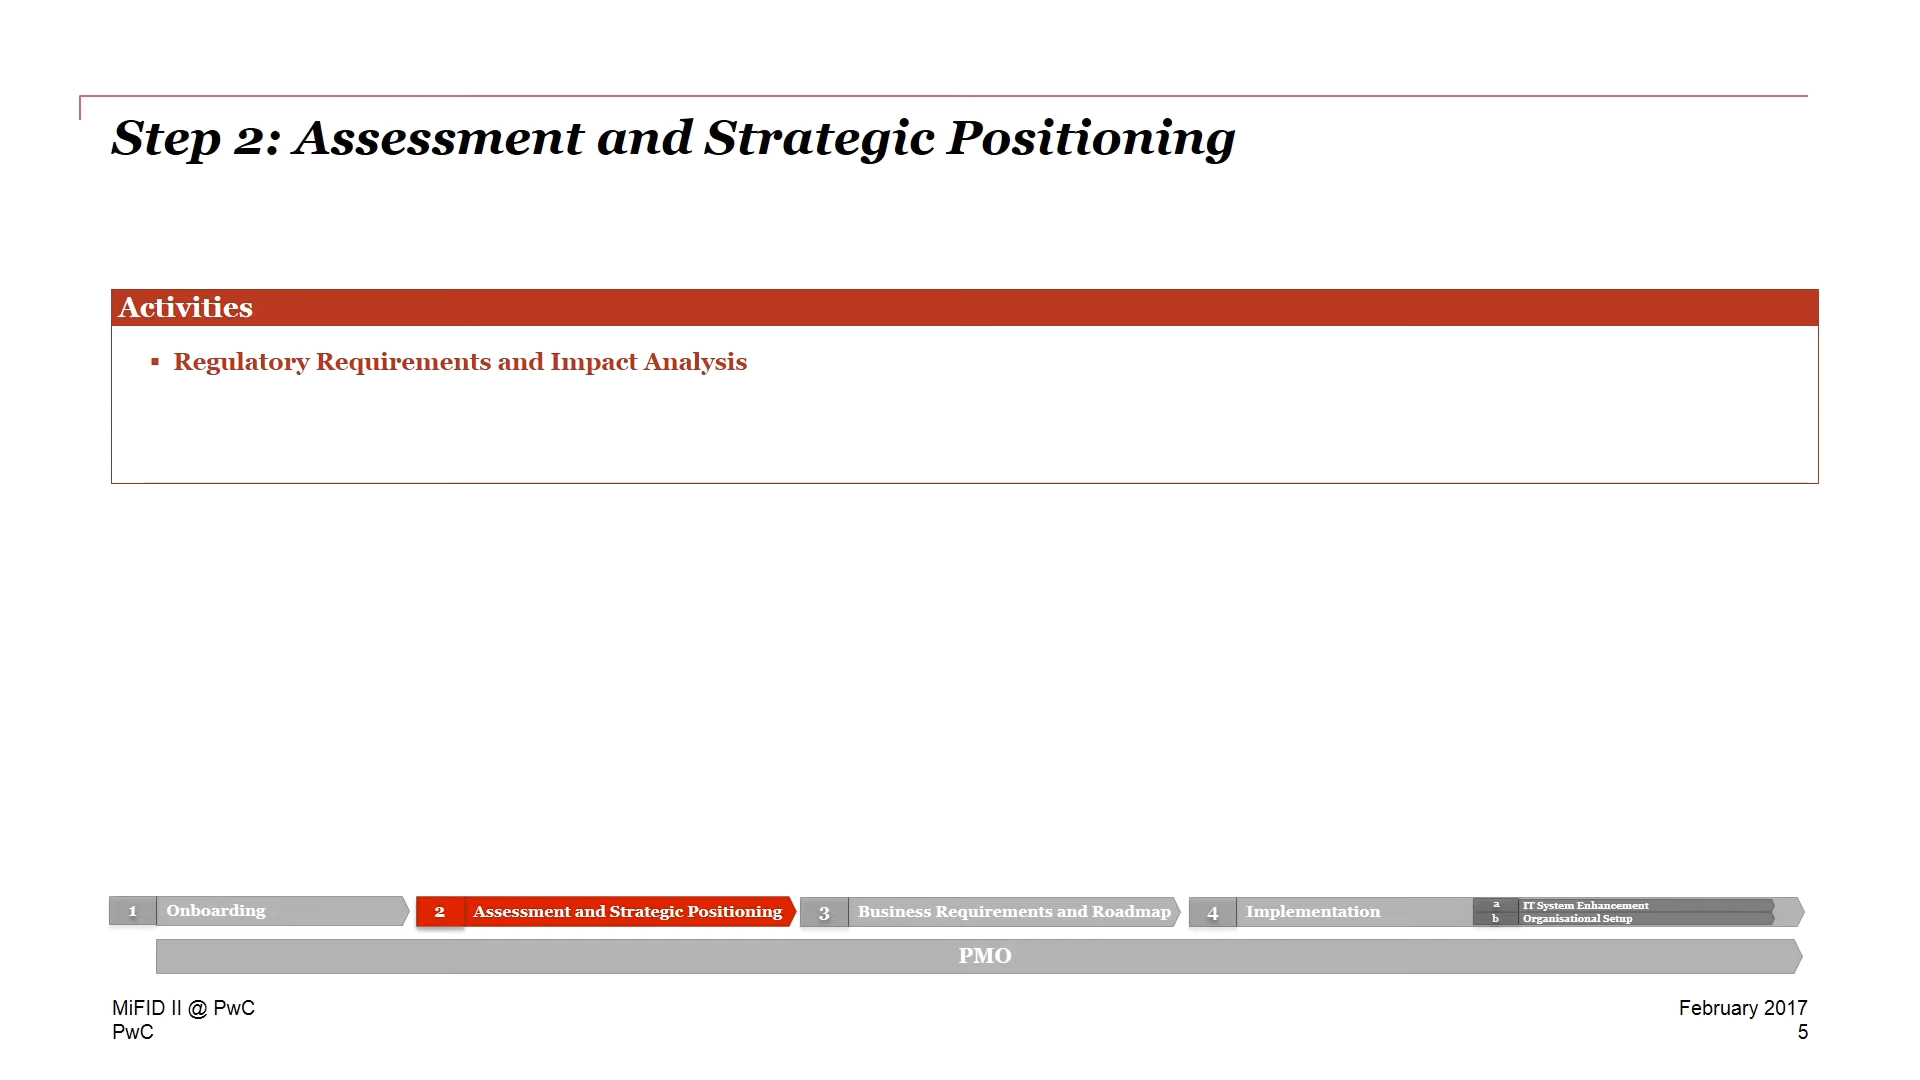 Step 2: Assessment and Strategic Positioning
Activities
▪ Regulatory Requirements and Impact Analysis
1 Onboarding
2 Assessment and Strategic Positioning
3 Business Requirements and Roadmap
4 Implementation
a IT System Enhancement
b Organisational Setup
PMO
MiFID II @ PwC
PwC
February 2017
5